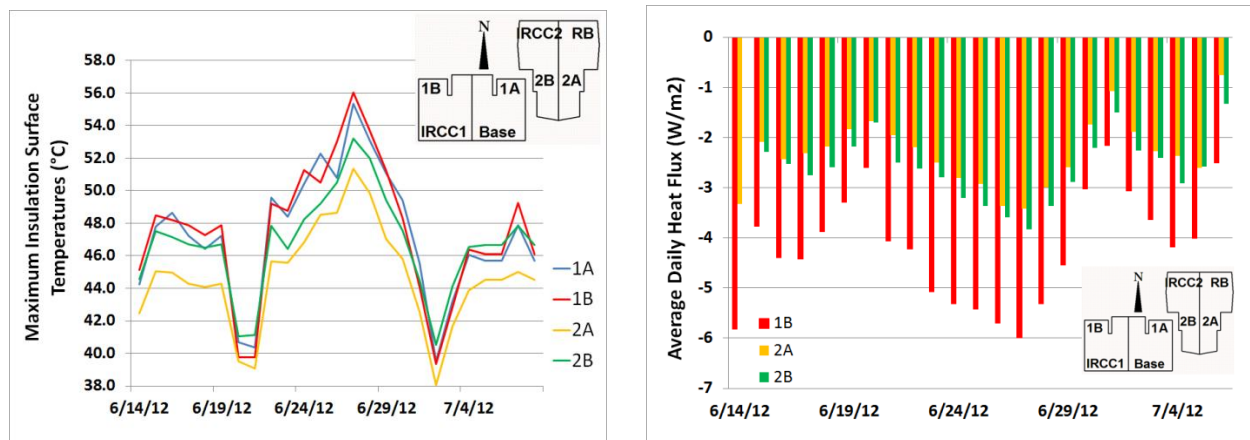 Maximum Insulation Surface
Temperatures (°C)
60.0
58.0
56.0
54.0
52.0
50.0
48.0
46.0
44.0
42.0
40.0
38.0
6/14/12 6/19/12 6/24/12 6/29/12 7/4/12
N
IRCC2 RB
2B 2A
1B 1A
IRCC1 Base
1A
1B
2A
2B
Average Daily Heat Flux (W/m2)
0
-1
-2
-3
-4
-5
-6
-7
6/14/12 6/19/12 6/24/12 6/29/12 7/4/12
1B
2A
2B
N
IRCC2 RB
2B 2A
1B 1A
IRCC1 Base